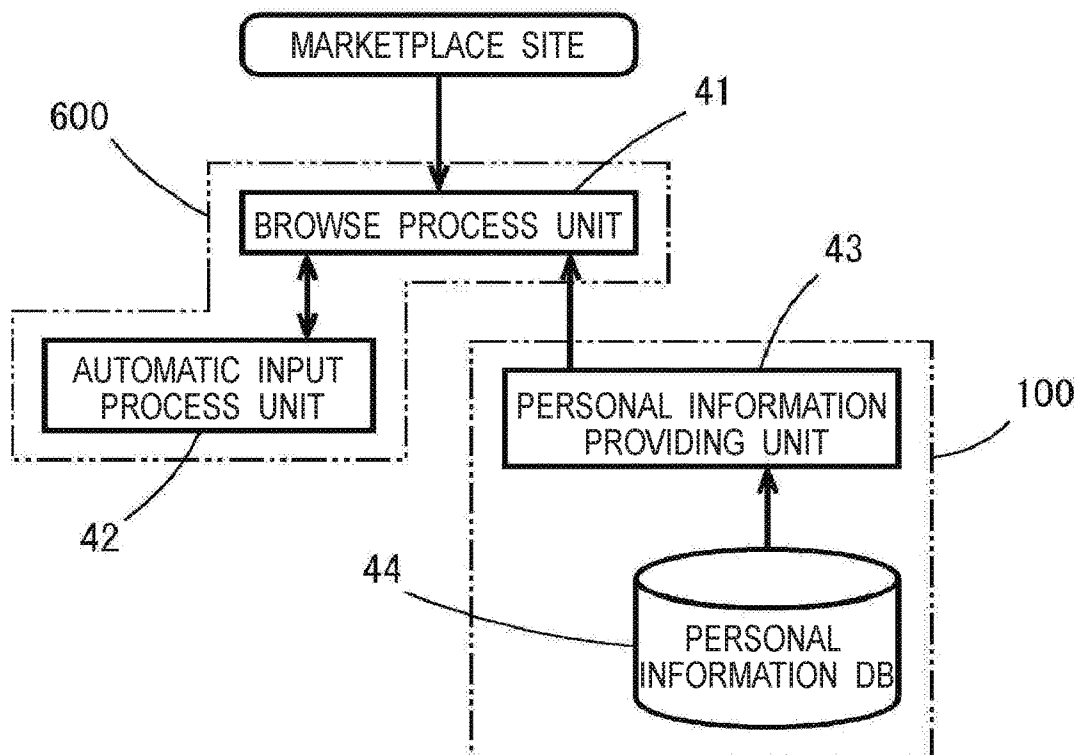 MARKETPLACE SITE
600
41
BROWSE PROCESS UNIT
43
AUTOMATIC INPUT
PROCESS UNIT
42
PERSONAL INFORMATION
PROVIDING UNIT
100
44
PERSONAL
INFORMATION DB